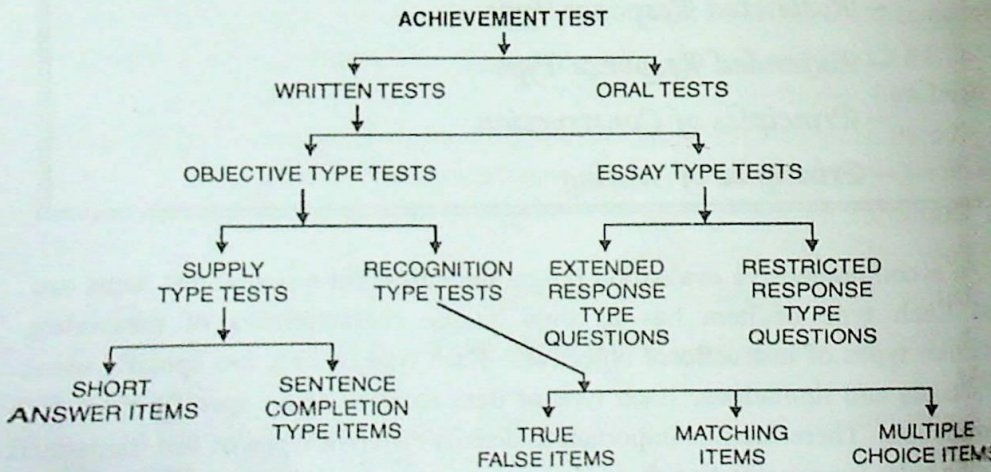 ACHIEVEMENT TEST
WRITTEN TESTS
ORAL TESTS
OBJECTIVE TYPE TESTS
ESSAY TYPE TESTS
SUPPLY
TYPE TESTS
RECOGNITION
TYPE TESTS
EXTENDED
RESPONSE
TYPE
QUESTIONS
RESTRICTED
RESPONSE
TYPE
QUESTIONS
SHORT
ANSWER ITEMS
SENTENCE
COMPLETION
TYPE ITEMS
TRUE
FALSE ITEMS
MATCHING
ITEMS
MULTIPLE
CHOICE ITEMS